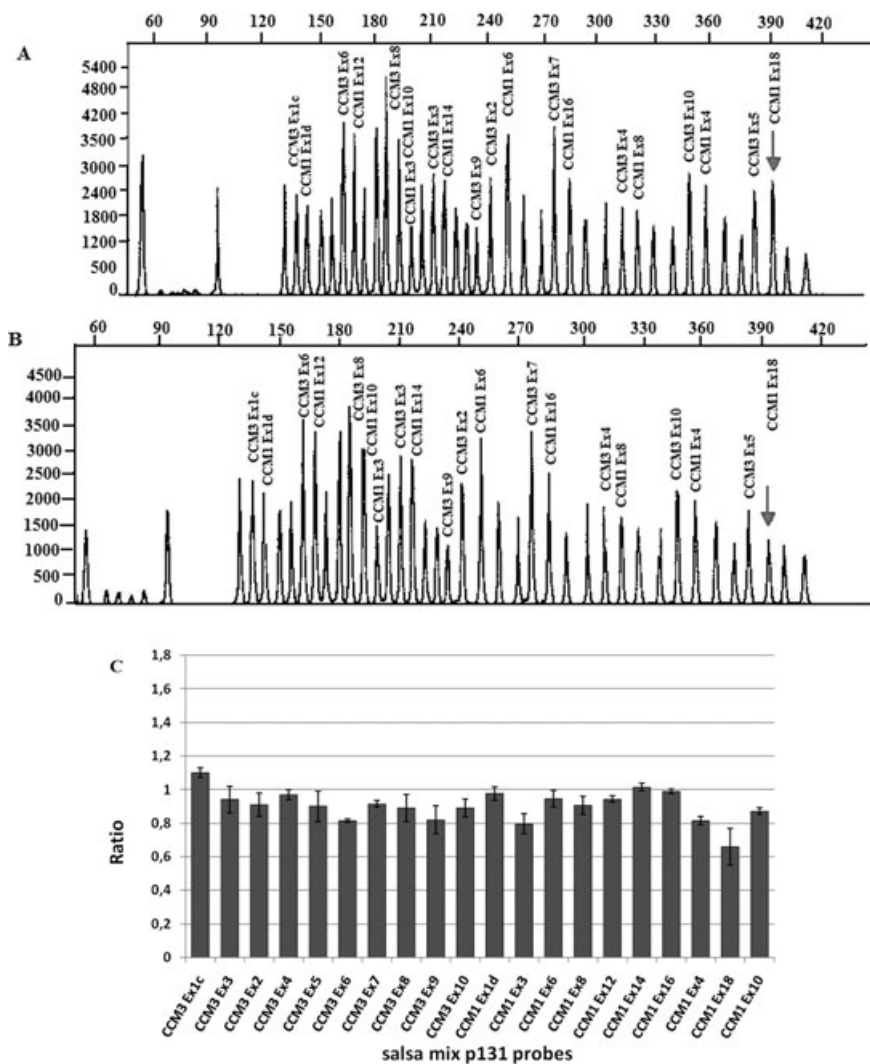 A
60 90 120 150 180 210 240 270 300 330 360 390 420
5400
4800
4200
3500
3000
2400
1800
1200
500
0
CCM3 Ex1c
CCM1 Ex1d
CCM3 Ex6
CCM1 Ex12
CCM3 Ex8
CCM1 Ex10
CCM1 Ex3
CCM3 Ex3
CCM1 Ex14
CCM3 Ex9
CCM3 Ex2
CCM1 Ex6
CCM3 Ex7
CCM1 Ex16
CCM3 Ex4
CCM1 Ex8
CCM3 Ex10
CCM1 Ex4
CCM3 Ex5
CCM1 Ex18
B
60 90 120 150 180 210 240 270 300 330 360 390 420
4500
4000
3500
3000
2500
2000
1500
1000
500
0
CCM3 Ex1c
CCM1 Ex1d
CCM3 Ex6
CCM1 Ex12
CCM3 Ex8
CCM1 Ex10
CCM1 Ex3
CCM3 Ex3
CCM1 Ex14
CCM3 Ex9
CCM3 Ex2
CCM1 Ex6
CCM3 Ex7
CCM1 Ex16
CCM3 Ex4
CCM1 Ex8
CCM3 Ex10
CCM1 Ex4
CCM3 Ex5
CCM1 Ex18
C
1,8
1,6
1,4
1,2
1
0,8
0,6
0,4
0,2
0
Ratio
CCM3 Ex1c
CCM3 Ex3
CCM3 Ex2
CCM3 Ex4
CCM3 Ex5
CCM3 Ex6
CCM3 Ex7
CCM3 Ex8
CCM3 Ex9
CCM3 Ex10
CCM1 Ex1d
CCM1 Ex3
CCM1 Ex6
CCM1 Ex8
CCM1 Ex12
CCM1 Ex14
CCM1 Ex16
CCM1 Ex4
CCM1 Ex18
CCM1 Ex10
salsa mix p131 probes